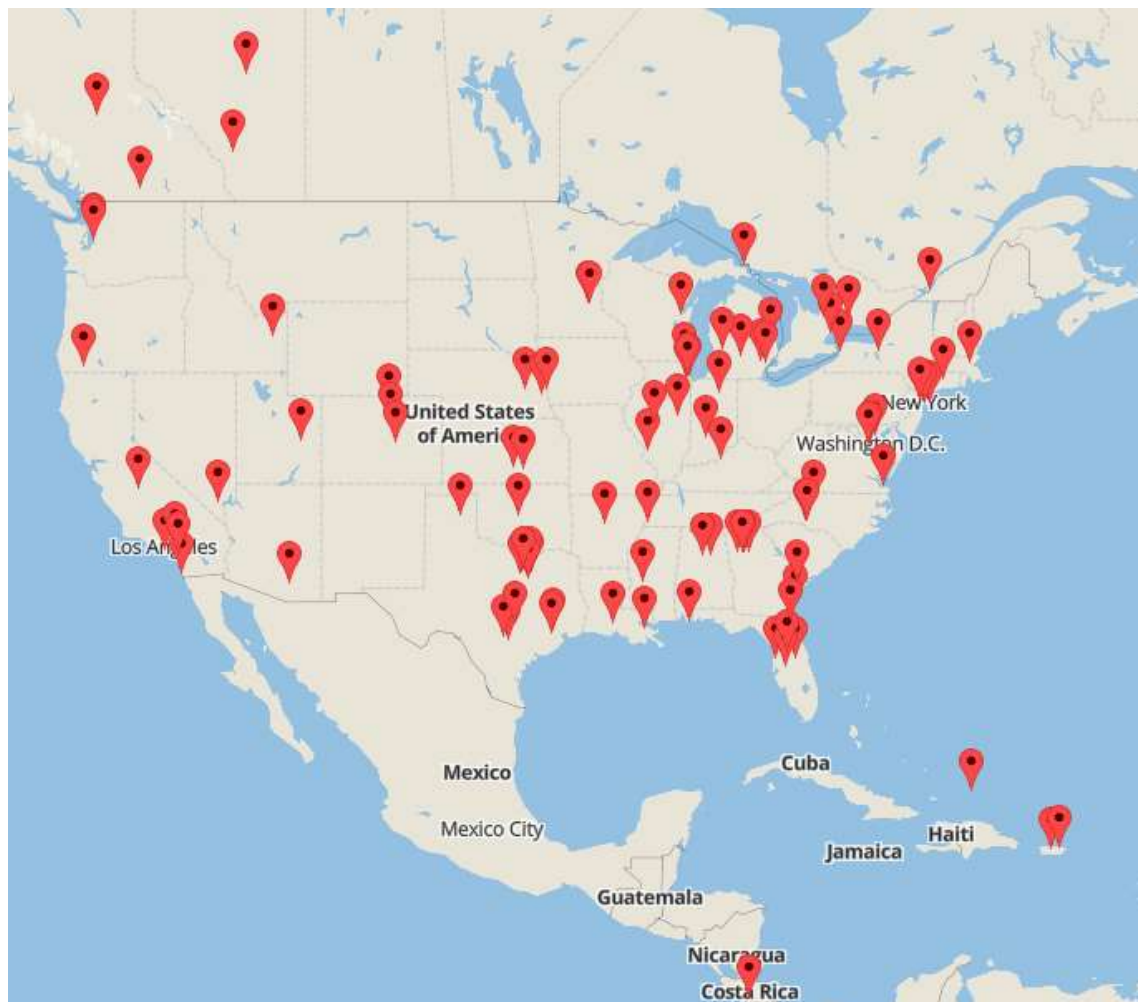 United States
of Ameri
New York
Washington D.C.
Los Angeles
Mexico
Cuba
Mexico City
Haiti
Jamaica
Guatemala
Nicaragua
Costa Rica